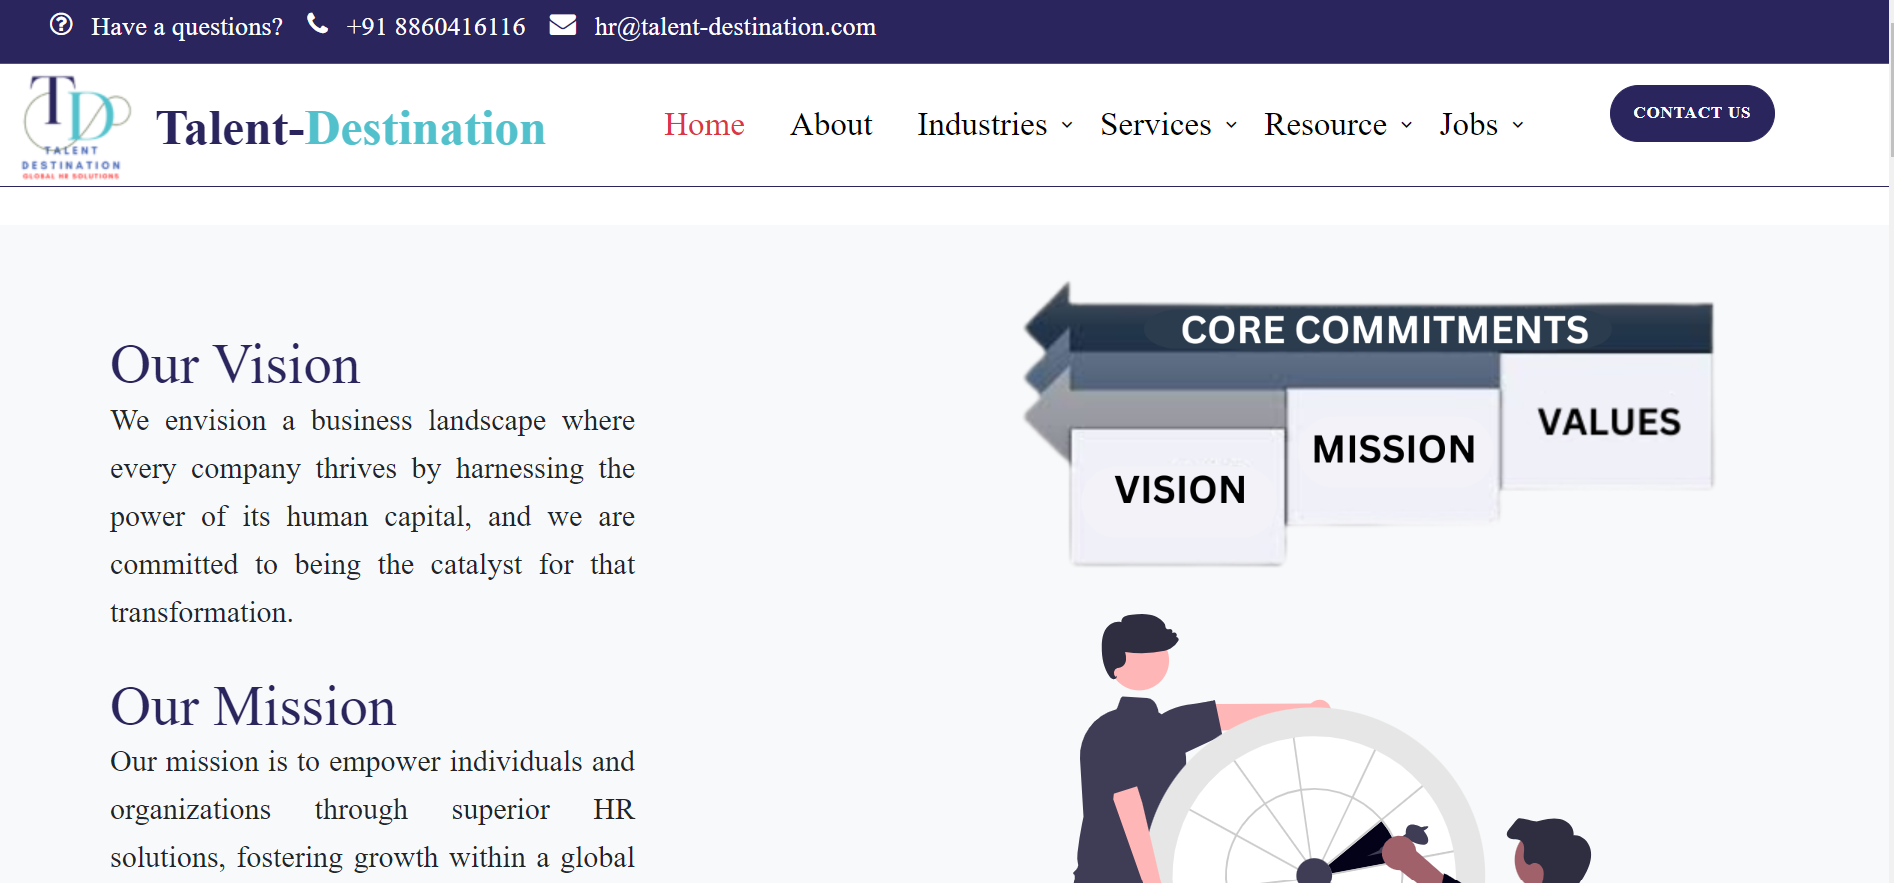 Have a questions? +91 8860416116 hr@talent-destination.com
TD
TALENT
DESTINATION
GLOBAL HR SOLUTIONS
Talent-Destination
Home About Industries Services Resource Jobs
CONTACT US
Our Vision
We envision a business landscape where
every company thrives by harnessing the
power of its human capital, and we are
committed to being the catalyst for that
transformation.
Our Mission
Our mission is to empower individuals and
organizations through superior HR
solutions, fostering growth within a global
CORE COMMITMENTS
VALUES
MISSION
VISION